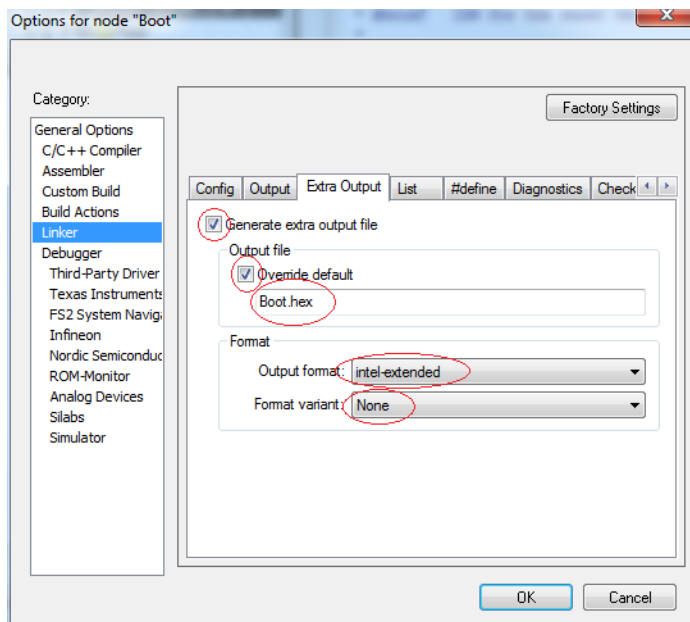 Options for node "Boot"
Category:
Factory Settings
General Options
C/C++ Compiler
Assembler
Custom Build
Build Actions
Linker
Debugger
Third-Party Driver
Texas Instruments
FS2 System Naviga
Infineon
Nordic Semiconduc
ROM-Monitor
Analog Devices
Silabs
Simulator
Config Output Extra Output List #define Diagnostics Check
Generate extra output file
Output file
Override default
Boot.hex
Format
Output format: intel-extended
Format variant: None
OK Cancel